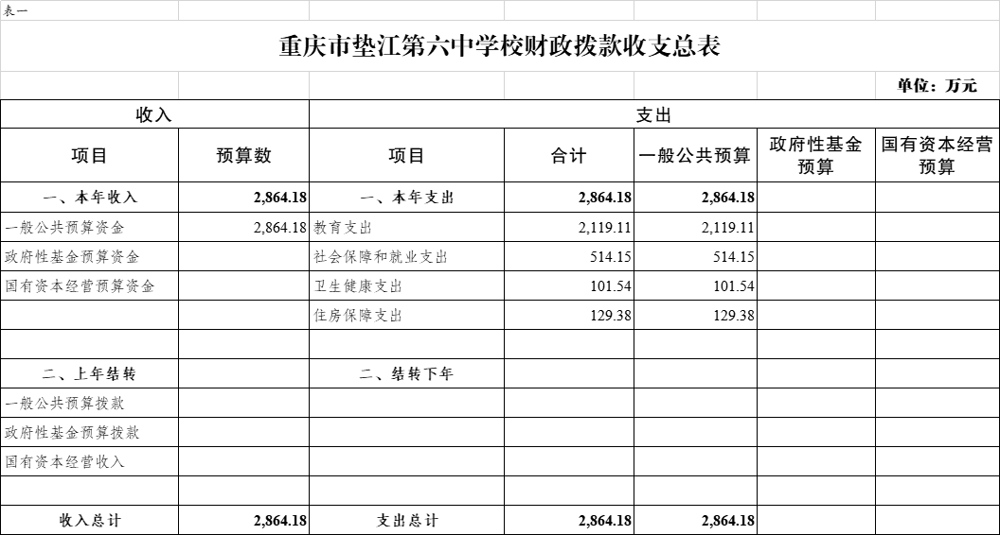 表一
重庆市垫江第六中学校财政拨款收支总表
单位：万元
收入 支出
项目 预算数 项目 合计 一般公共预算 政府性基金 国有资本经营
预算 预算
一、本年收入 2,864.18 一、本年支出 2,864.18 2,864.18
一般公共预算资金 2,864.18 教育支出 2,119.11 2,119.11
政府性基金预算资金 社会保障和就业支出 514.15 514.15
国有资本经营预算资金 卫生健康支出 101.54 101.54
住房保障支出 129.38 129.38
二、上年结转 二、结转下年
一般公共预算拨款
政府性基金预算拨款
国有资本经营收入
收入总计 2,864.18 支出总计 2,864.18 2,864.18